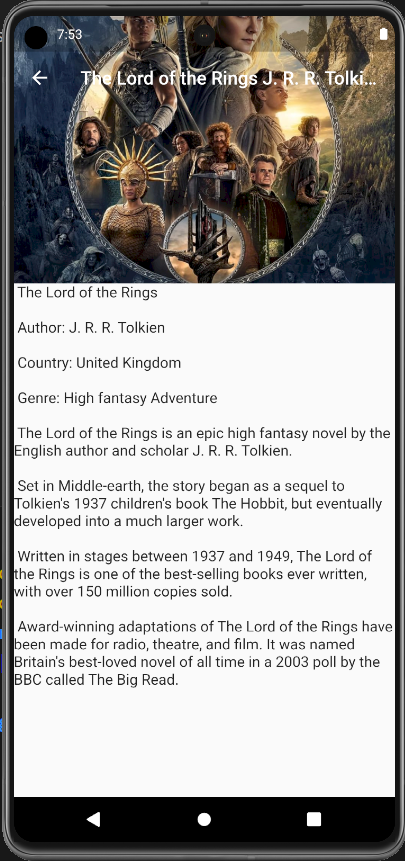 7:53
The Lord of the Rings J. R. R. Tolki...
The Lord of the Rings
Author: J. R. R. Tolkien
Country: United Kingdom
Genre: High fantasy Adventure
The Lord of the Rings is an epic high fantasy novel by the
English author and scholar J. R. R. Tolkien.
Set in Middle-earth, the story began as a sequel to
Tolkien's 1937 children's book The Hobbit, but eventually
developed into a much larger work.
Written in stages between 1937 and 1949, The Lord of
the Rings is one of the best-selling books ever written,
with over 150 million copies sold.
Award-winning adaptations of The Lord of the Rings have
been made for radio, theatre, and film. It was named
Britain's best-loved novel of all time in a 2003 poll by the
BBC called The Big Read.